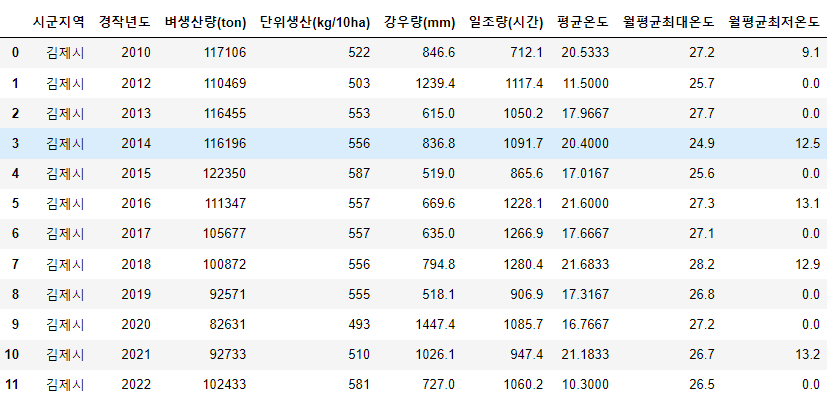 시군지역 경작년도 벼생산량(ton) 단위생산(kg/10ha) 강우량(mm) 일조량(시간) 평균온도 월평균최대온도 월평균최저온도
0 김제시 2010 117106 522 846.6 712.1 20.5333 27.2 9.1
1 김제시 2012 110469 503 1239.4 1117.4 11.5000 25.7 0.0
2 김제시 2013 116455 553 615.0 1050.2 17.9667 27.7 0.0
3 김제시 2014 116196 556 836.8 1091.7 20.4000 24.9 12.5
4 김제시 2015 122350 587 519.0 865.6 17.0167 25.6 0.0
5 김제시 2016 111347 557 669.6 1228.1 21.6000 27.3 13.1
6 김제시 2017 105677 557 635.0 1266.9 17.6667 27.1 0.0
7 김제시 2018 100872 556 794.8 1280.4 21.6833 28.2 12.9
8 김제시 2019 92571 555 518.1 906.9 17.3167 26.8 0.0
9 김제시 2020 82631 493 1447.4 1085.7 16.7667 27.2 0.0
10 김제시 2021 92733 510 1026.1 947.4 21.1833 26.7 13.2
11 김제시 2022 102433 581 727.0 1060.2 10.3000 26.5 0.0